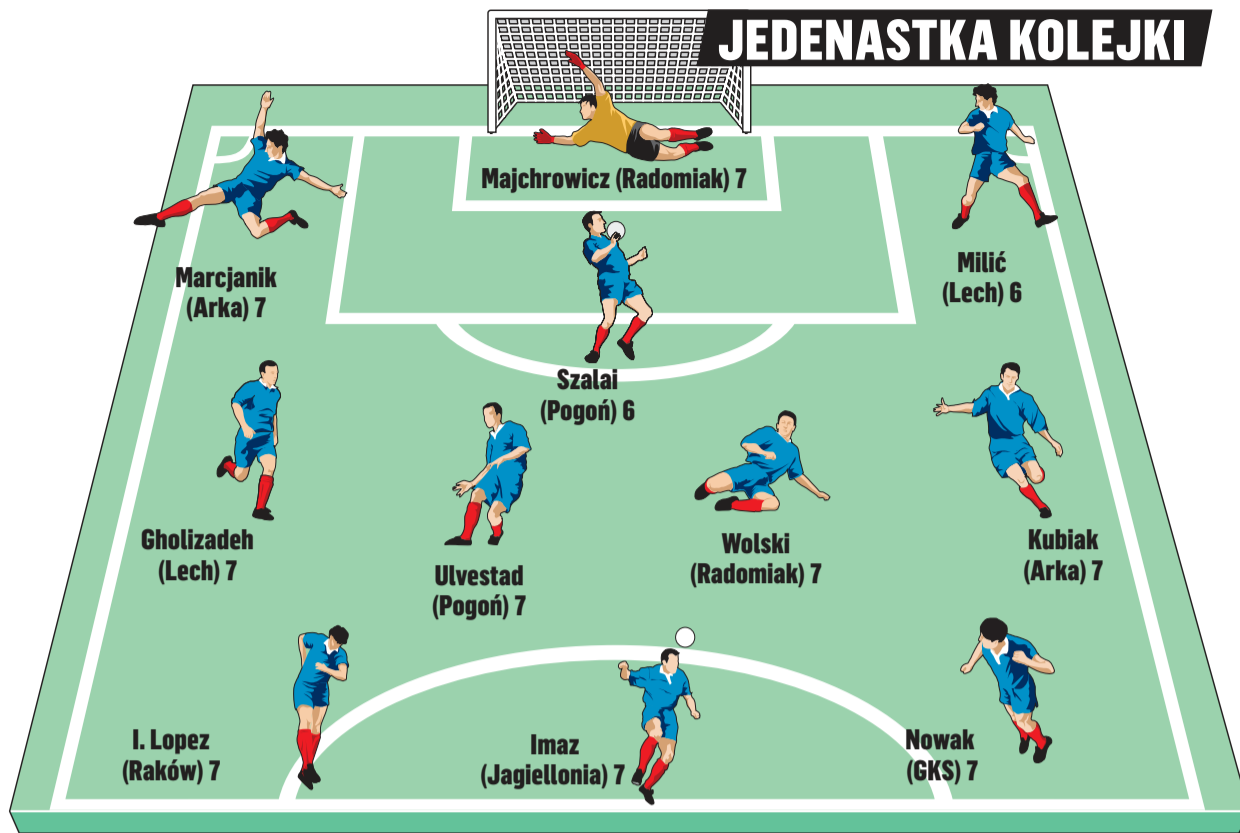 JEDENASTKA KOLEJKI
Majchrowicz (Radomiak) 7
Marcjanik
(Arka) 7
Szalai
(Pogoń) 6
Milić
(Lech) 6
Gholizadeh
(Lech) 7
Ulvestad
(Pogoń) 7
Wolski
(Radomiak) 7
Kubiak
(Arka) 7
I. Lopez
(Raków) 7
Imaz
(Jagiellonia) 7
Nowak
(GKS) 7